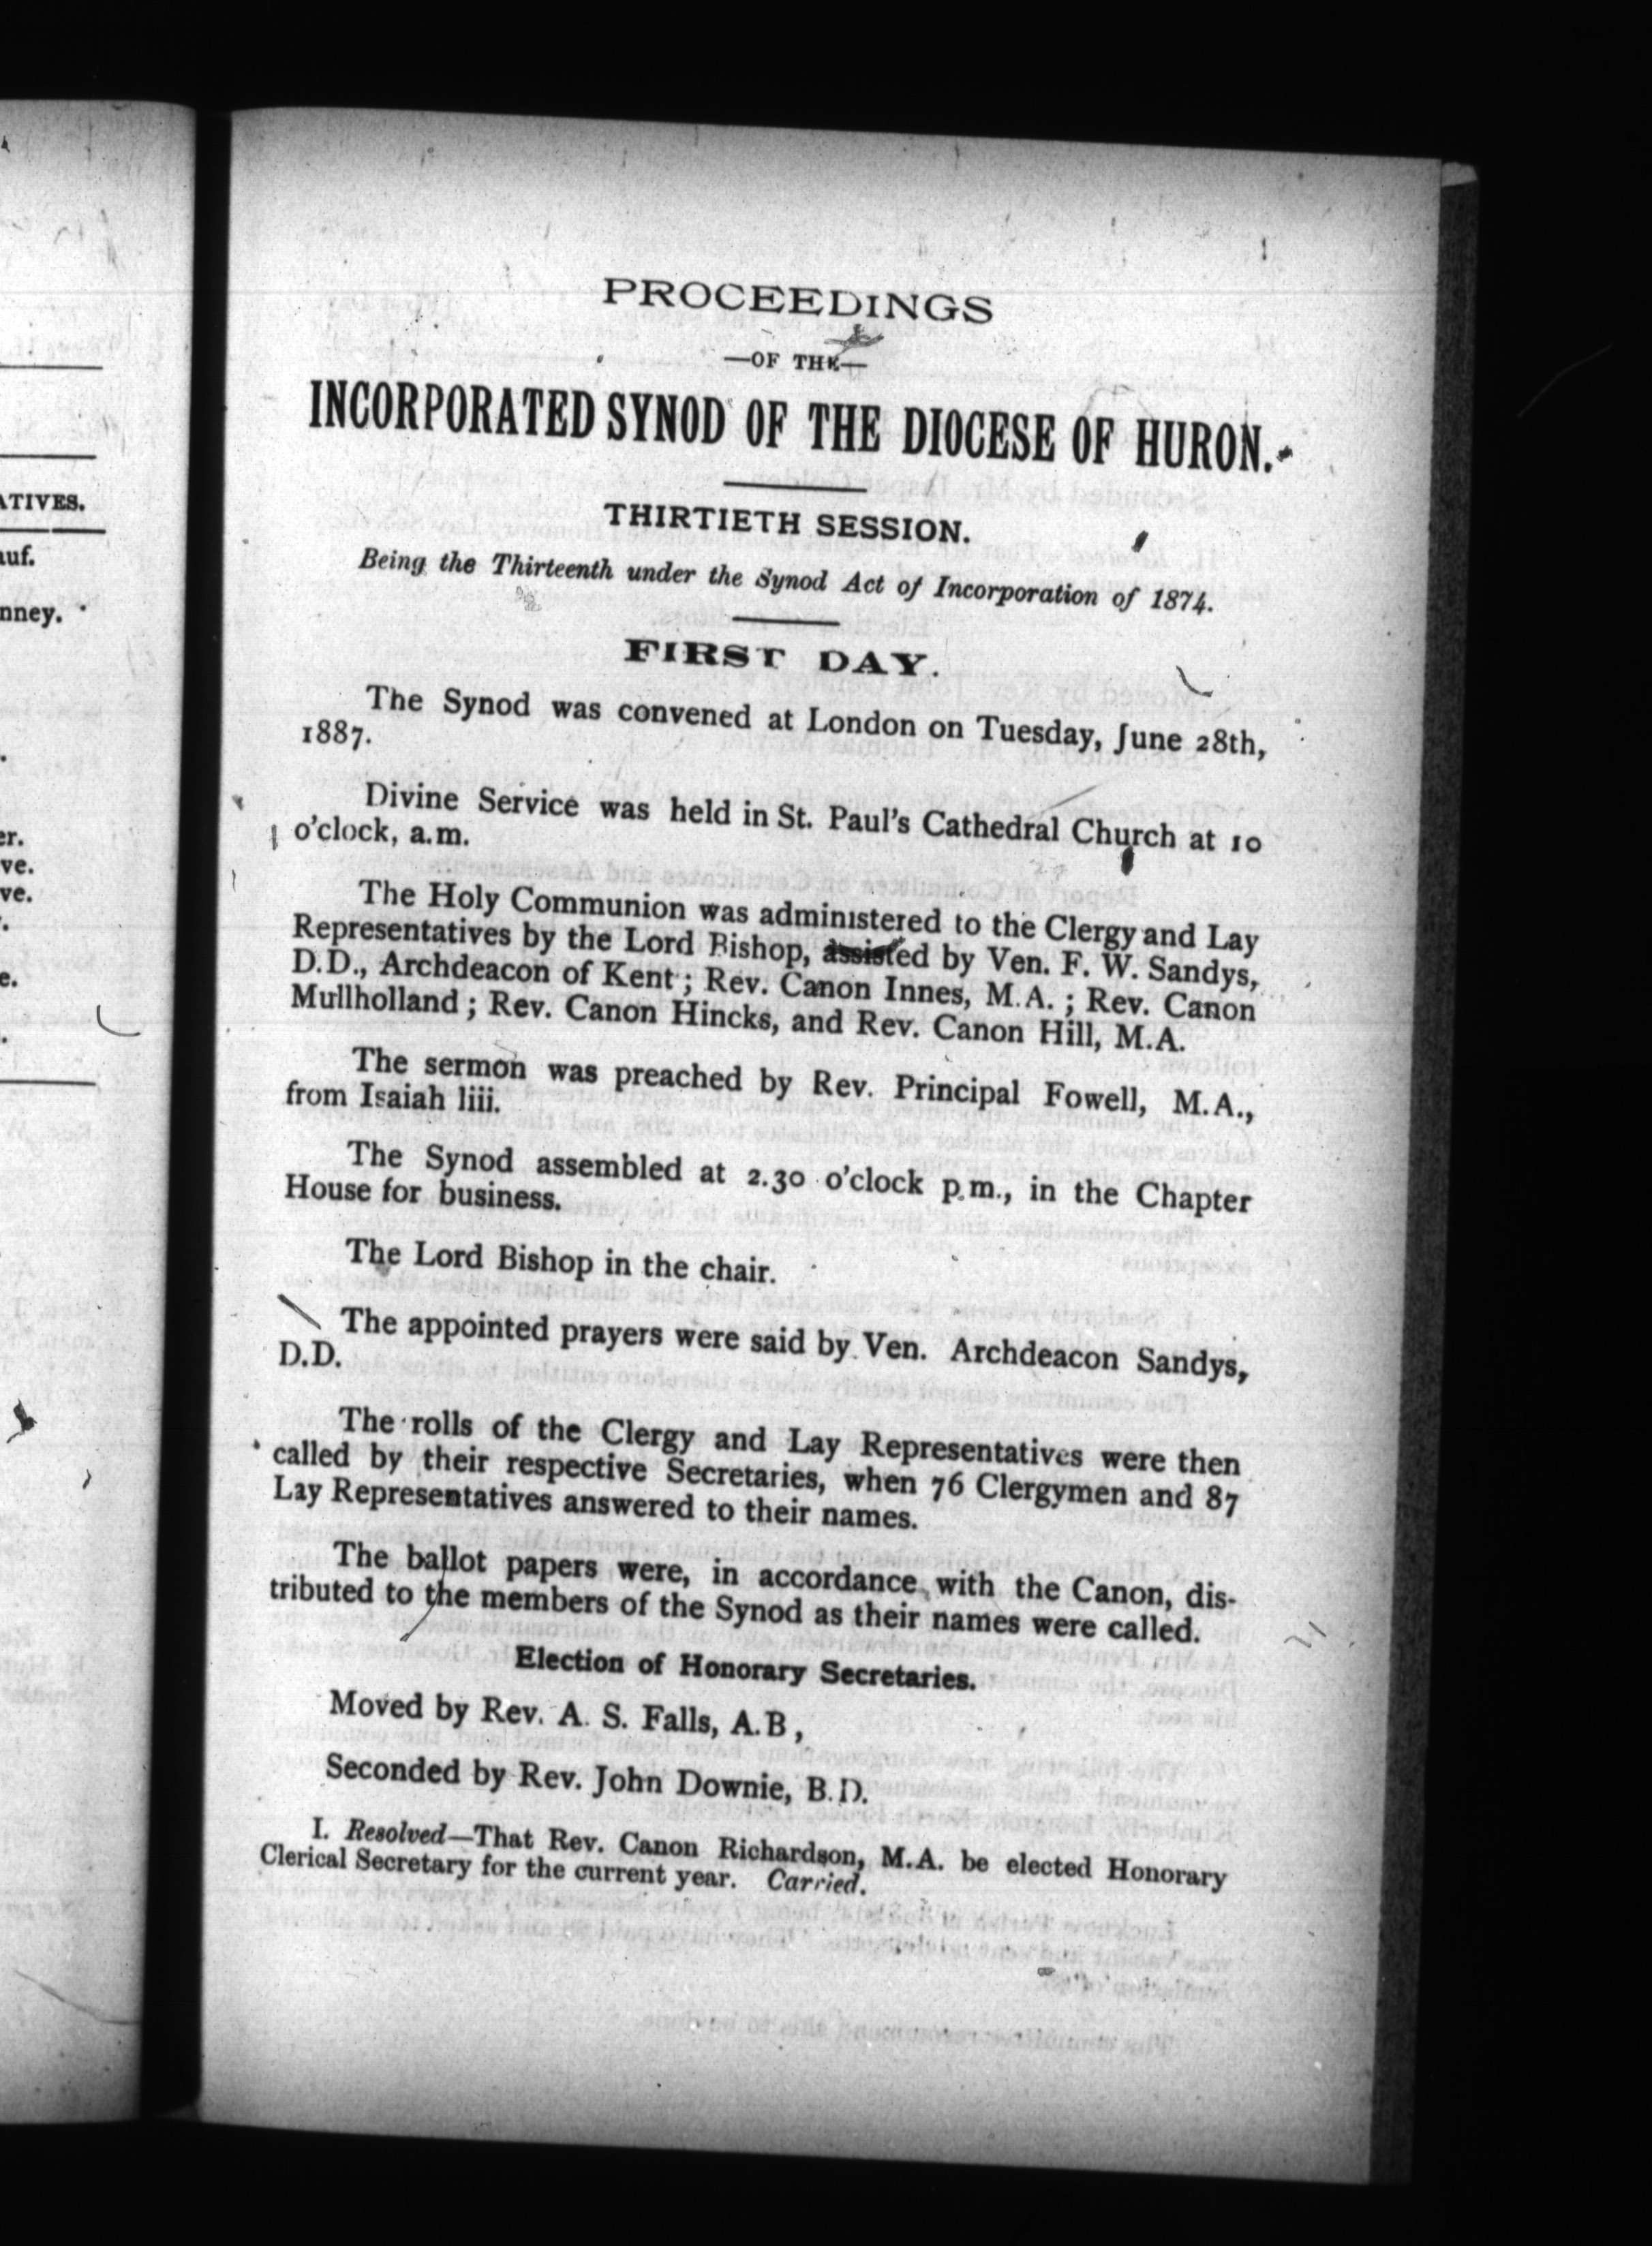 ATIVES.
auf.
nney.
er.
ve.
ve.
e.
PROCEEDINGS
—OF THE—
INCORPORATED SYNOD OF THE DIOCESE OF HURON.
THIRTIETH SESSION.
Being the Thirteenth under the Synod Act of Incorporation of 1874.
FIRST DAY.
The Synod was convened at London on Tuesday, June 28th,
1887.
Divine Service was held in St. Paul's Cathedral Church at 10
o'clock, a.m.
The Holy Communion was administered to the Clergy and Lay
Representatives by the Lord Bishop, assisted by Ven. F. W. Sandys,
D.D., Archdeacon of Kent; Rev. Canon Innes, M.A.; Rev. Canon
Mullholland; Rev. Canon Hincks, and Rev. Canon Hill, M.A.
The sermon was preached by Rev. Principal Fowell, M.A.,
from Isaiah liii.
The Synod assembled at 2.30 o'clock p.m., in the Chapter
House for business.
The Lord Bishop in the chair.
The appointed prayers were said by Ven. Archdeacon Sandys,
D.D.
The rolls of the Clergy and Lay Representatives were then
called by their respective Secretaries, when 76 Clergymen and 87
Lay Representatives answered to their names.
The ballot papers were, in accordance with the Canon, dis-
tributed to the members of the Synod as their names were called.
Election of Honorary Secretaries.
Moved by Rev. A. S. Falls, A.B,
Seconded by Rev. John Downie, B.D.
I. Resolved—That Rev. Canon Richardson, M.A. be elected Honorary
Clerical Secretary for the current year. Carried.